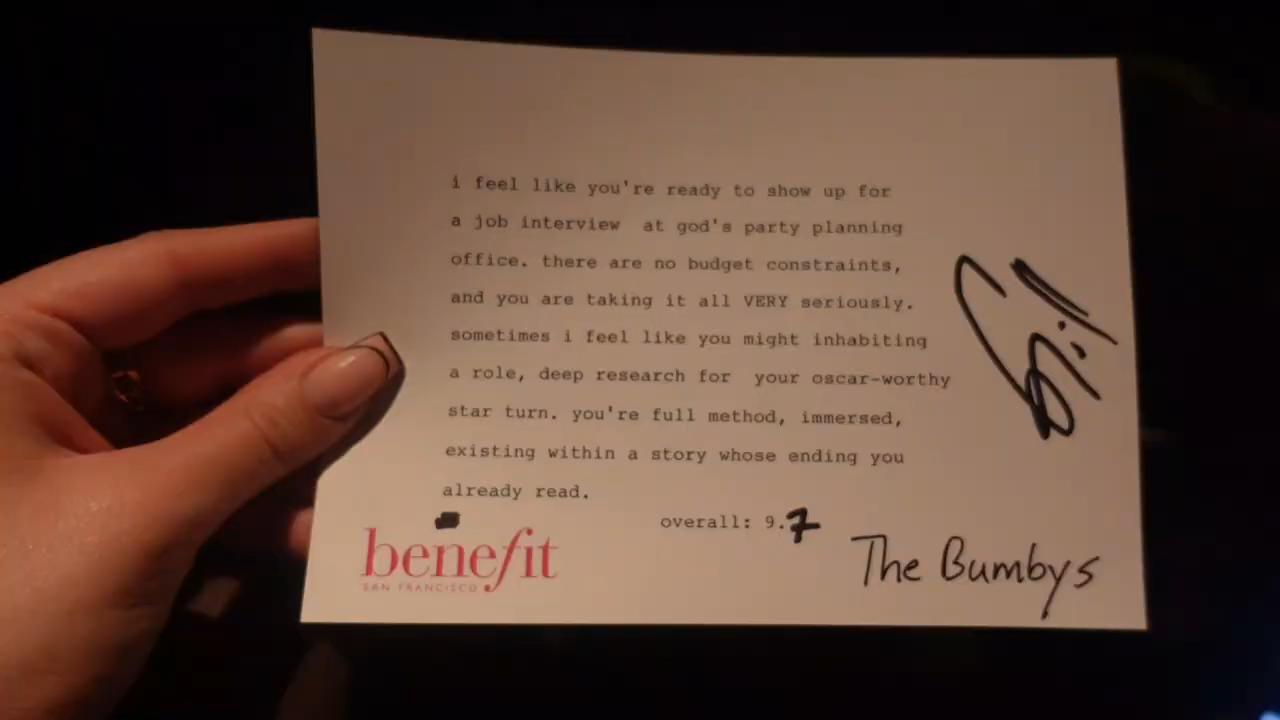 i feel like you're ready to show up for
a job interview  at god's party planning
office. there are no budget constraints,
and you are taking it all VERY seriously.
sometimes i feel like you might inhabiting
a role, deep research for  your oscar-worthy
star turn. you're full method, immersed,
existing within a story whose ending you
already read.
overall: 9.7
benefit
SAN FRANCISCO
The Bumbys